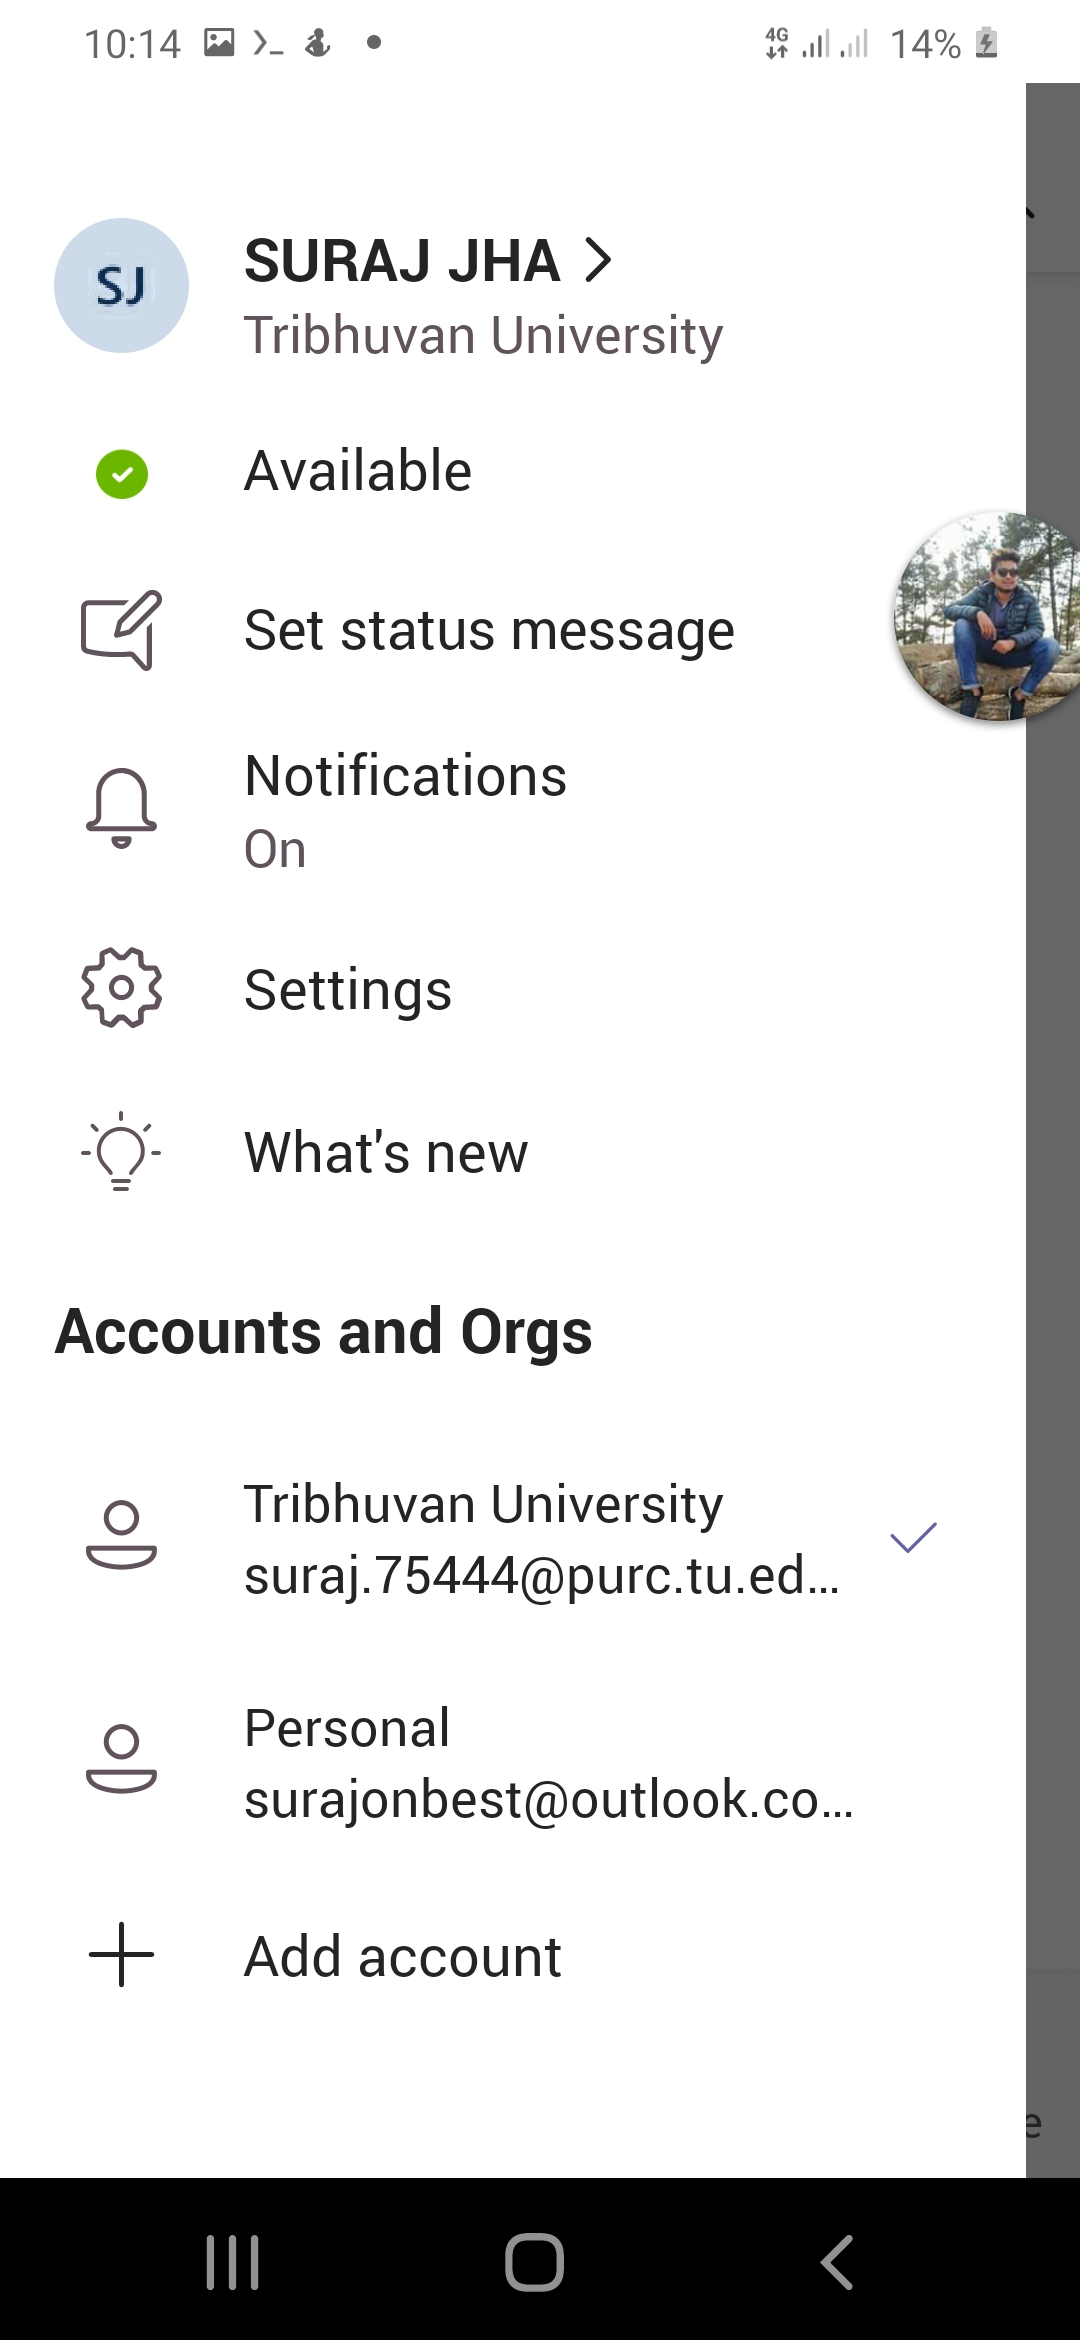 10:14
4G 14%
SJ
SURAJ JHA
Tribhuvan University
Available
Set status message
Notifications
On
Settings
What's new
Accounts and Orgs
Tribhuvan University
suraj.75444@purc.tu.ed...
Personal
surajonbest@outlook.co...
Add account
e